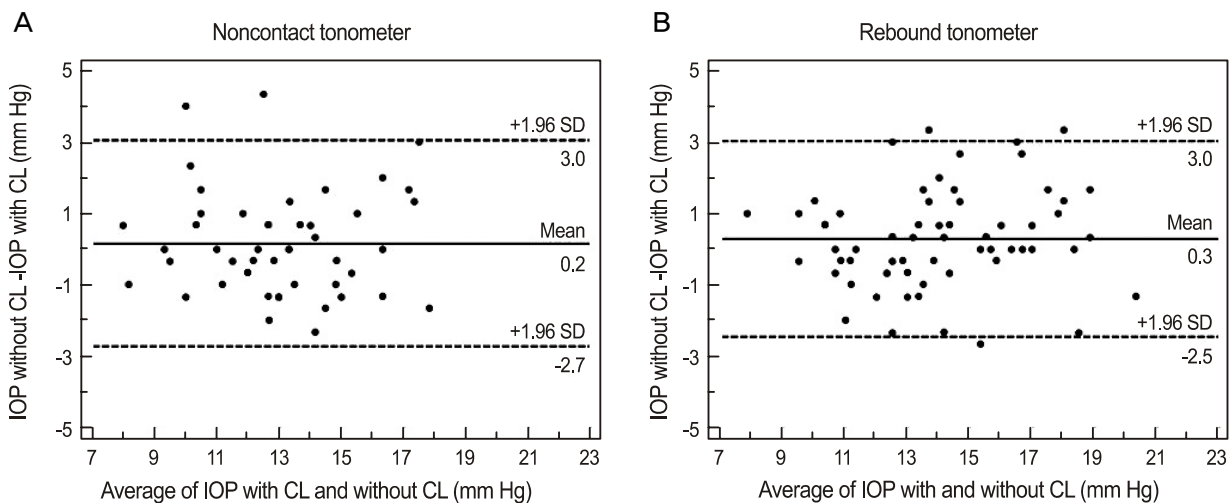 A
Noncontact tonometer
IOP without CL -IOP with CL (mm Hg)
5
3
1
-1
-3
-5
+1.96 SD
3.0
Mean
0.2
+1.96 SD
-2.7
7 9 11 13 15 17 19 21 23
Average of IOP with CL and without CL (mm Hg)
B
Rebound tonometer
IOP without CL -IOP with CL (mm Hg)
5
3
1
-1
-3
-5
+1.96 SD
3.0
Mean
0.3
+1.96 SD
-2.5
7 9 11 13 15 17 19 21 23
Average of IOP with and without CL (mm Hg)